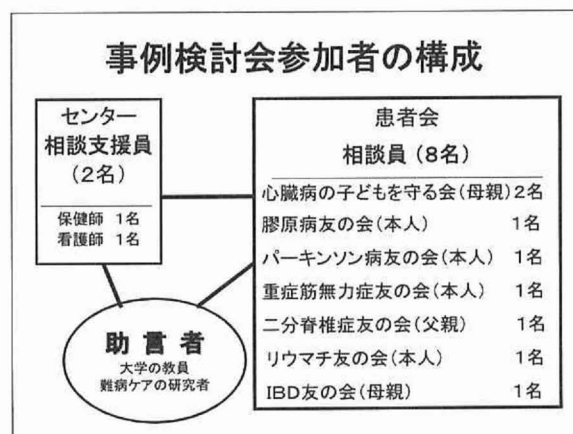 事例検討会参加者の構成
センター
相談支援員
(2名)
保健師 1名
看護師 1名
患者会
相談員(8名)
心臓病の子どもを守る会(母親)2名
膠原病友の会(本人) 1名
パーキンソン病友の会(本人) 1名
重症筋無力症友の会(本人) 1名
二分脊椎症友の会(父親) 1名
リウマチ友の会(本人) 1名
IBD友の会(母親) 1名
助言者
大学の教員
難病ケアの研究者